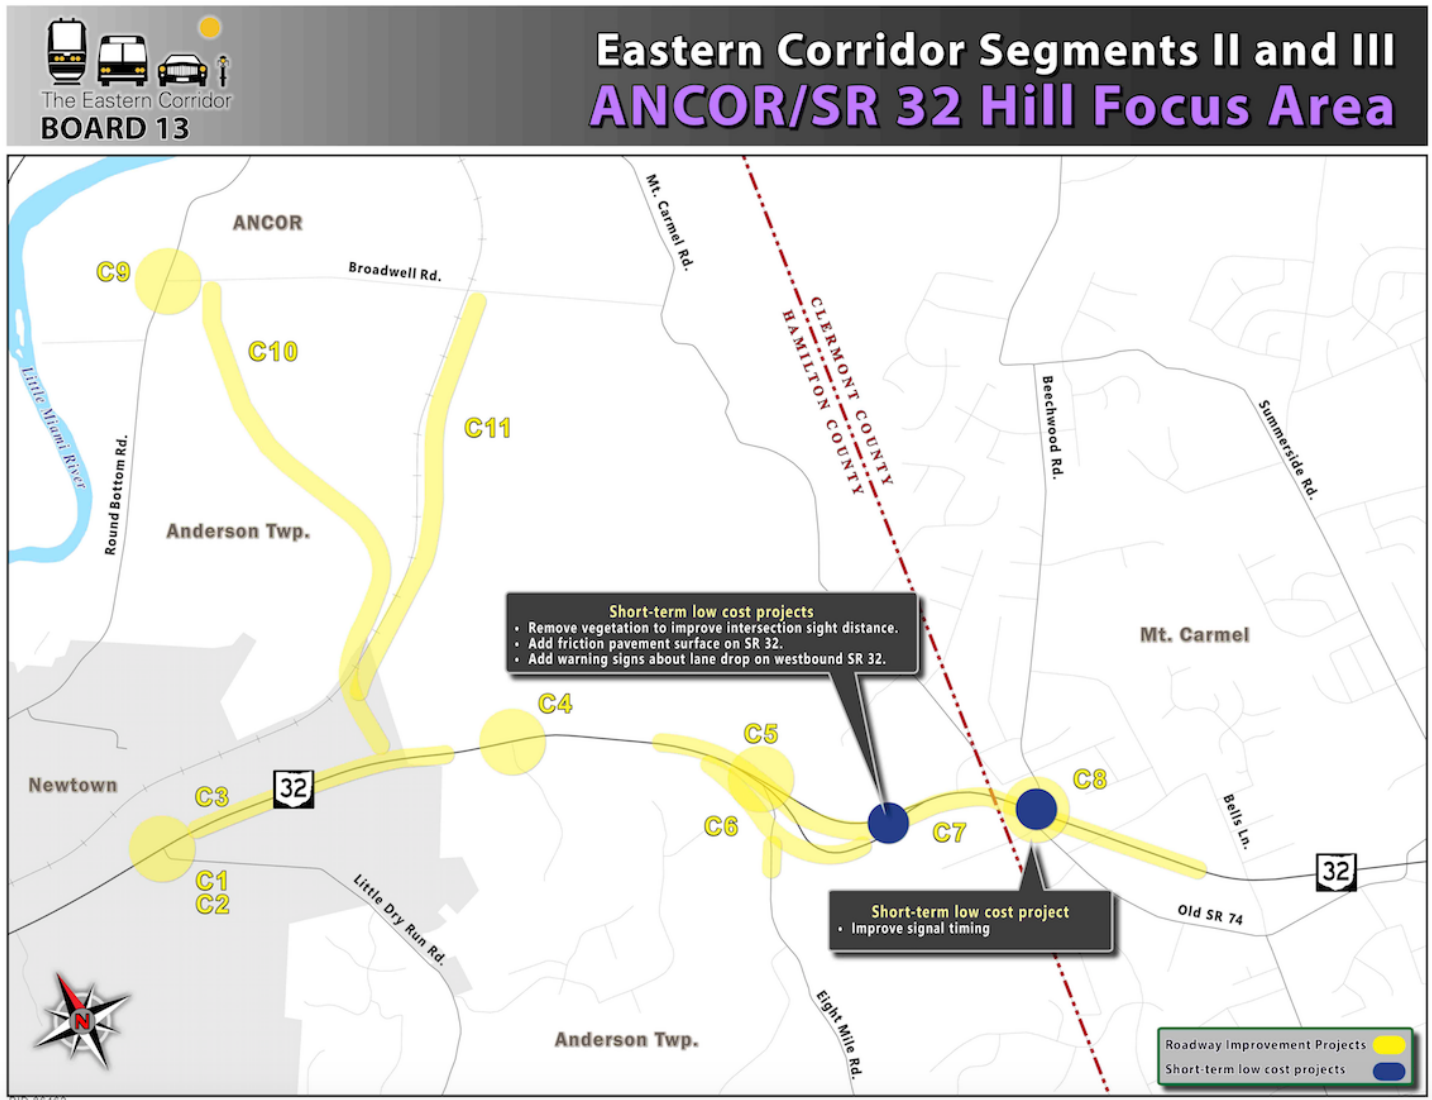 Eastern Corridor Segments II and III
ANCOR/SR 32 Hill Focus Area
The Eastern Corridor
BOARD 13
ANCOR
Mt. Carmel Rd.
C9
Broadwell Rd.
CLERMONT COUNTY
HAMILTON COUNTY
C10
Little Miami River
C11
Beechwood Rd.
Summerside Rd.
Round Bottom Rd.
Anderson Twp.
Short-term low cost projects
• Remove vegetation to improve intersection sight distance.
• Add friction pavement surface on SR 32.
• Add warning signs about lane drop on westbound SR 32.
Mt. Carmel
C4
C5
Newtown
32
C3
C8
C6
C7
Bells Ln.
C1
C2
32
Little Dry Run Rd.
Short-term low cost project
• Improve signal timing
Old SR 74
N
Eight Mile Rd.
Anderson Twp.
Roadway Improvement Projects
Short-term low cost projects